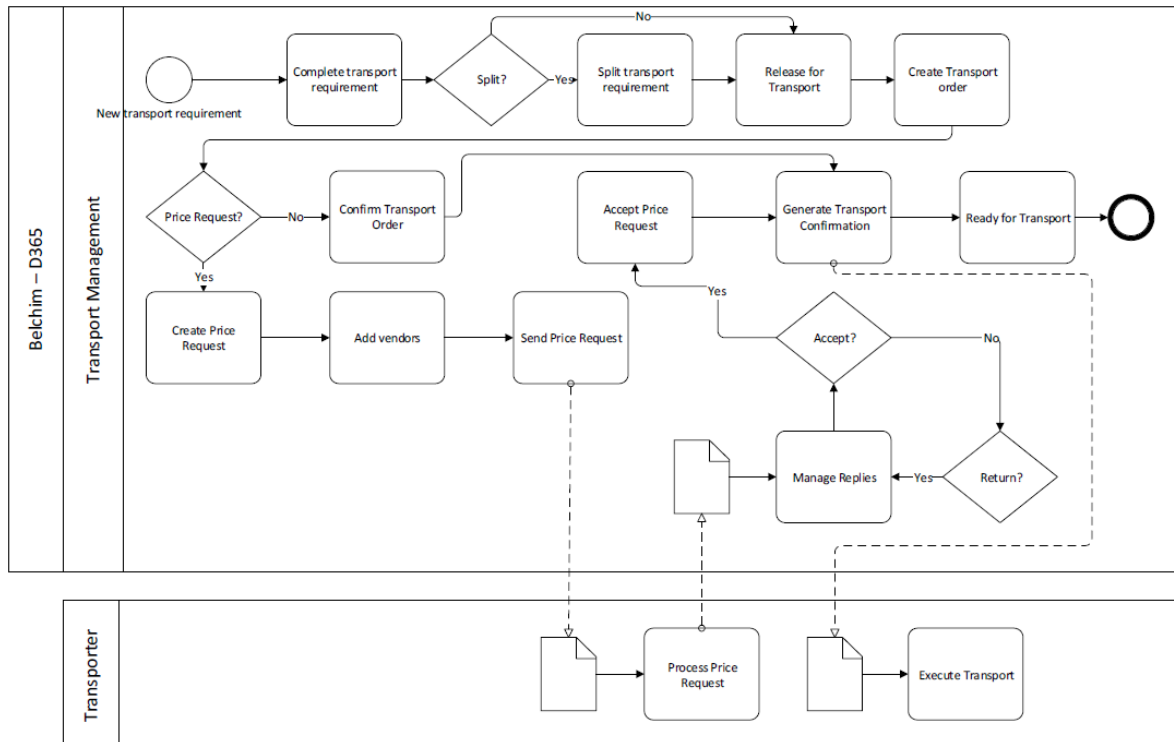 Belchim – D365
Transport Management
New transport requirement
Complete transport
requirement
Split?
No
Yes
Split transport
requirement
Release for
Transport
Create Transport
order
Price Request?
No
Yes
Confirm Transport
Order
Accept Price
Request
Generate Transport
Confirmation
Ready for Transport
Create Price
Request
Add vendors
Send Price Request
Yes
Accept?
No
Manage Replies
Yes
Return?
Transporter
Process Price
Request
Execute Transport